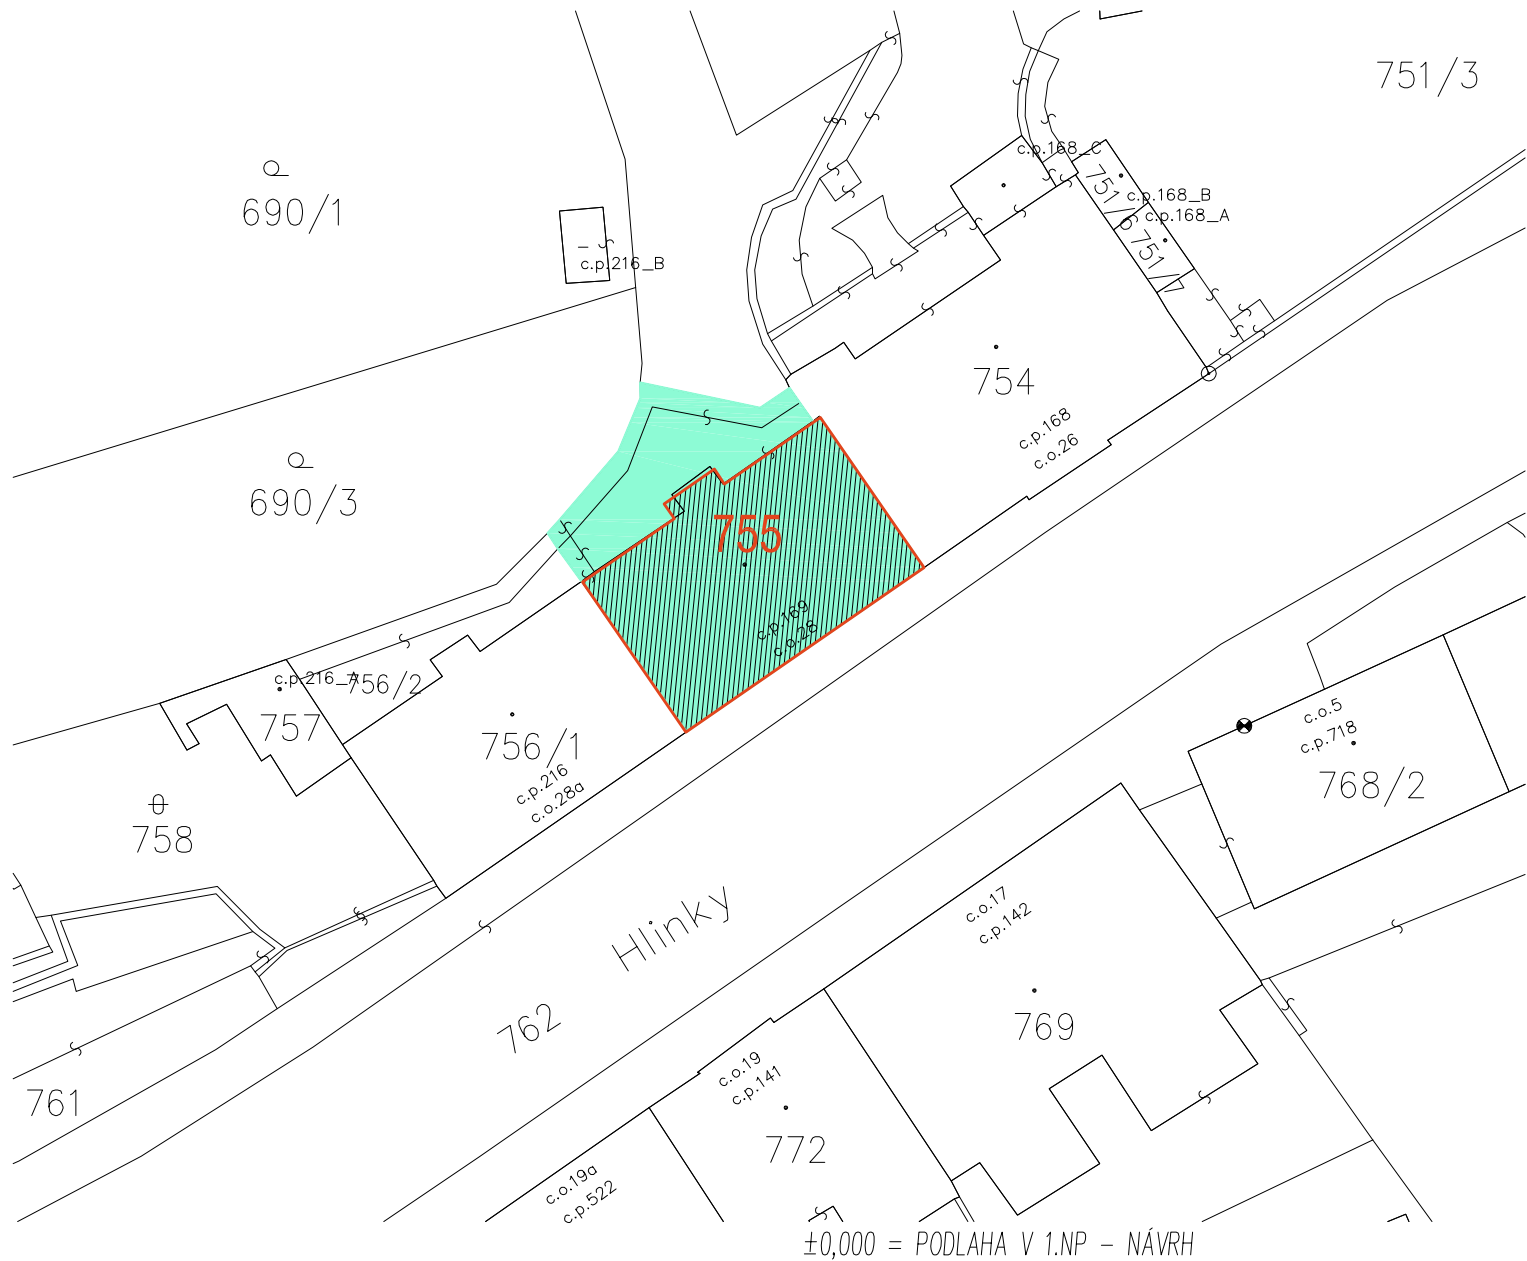 751/3
c.p.168_C
690/1
751/6
c.p.168_B
c.p.168_A
751/7
c.p.216_B
754
c.p.168
c.o.26
690/3
755
c.p.169
c.o.28
c.p.216_A
756/2
757
756/1
c.p.216
c.o.28a
c.o.5
c.p.718
768/2
758
Hlinky
c.o.17
c.p.142
762
769
c.o.19
c.p.141
761
772
c.o.19a
c.p.522
±0,000 = PODLAHA V 1.NP – NÁVRH